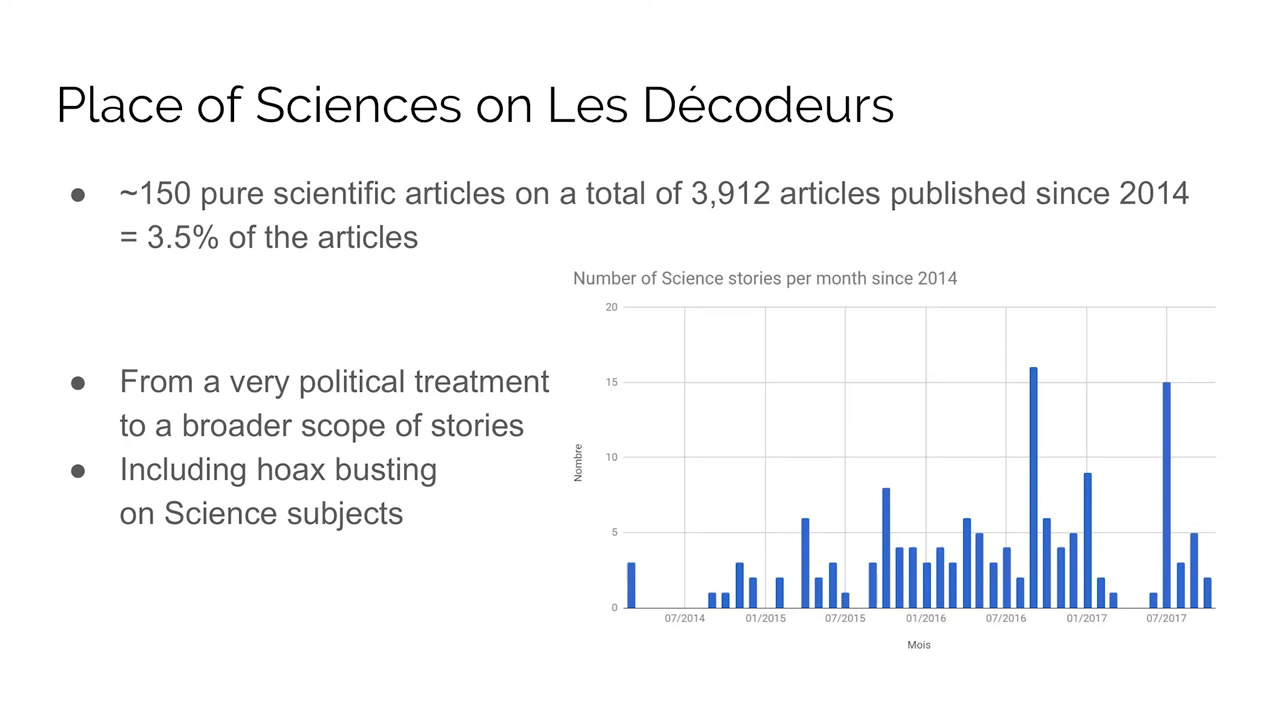 Place of Sciences on Les Décodeurs
● ~150 pure scientific articles on a total of 3,912 articles published since 2014
= 3.5% of the articles
● From a very political treatment
to a broader scope of stories
● Including hoax busting
on Science subjects
Number of Science stories per month since 2014
Nombre
20
15
10
5
0
07/2014 01/2015 07/2015 01/2016 07/2016 01/2017 07/2017
Mois